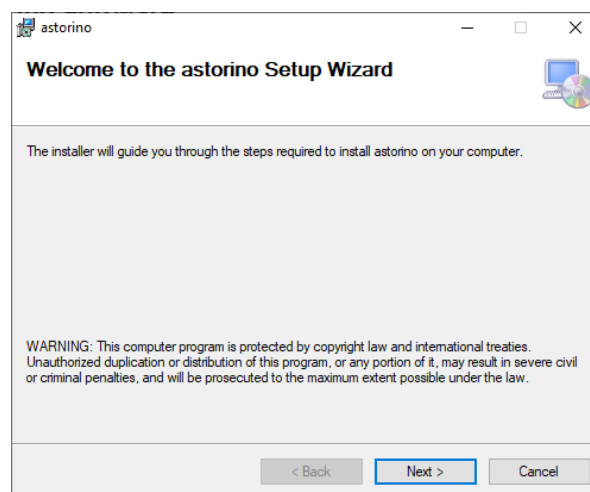 astorino
Welcome to the astorino Setup Wizard
The installer will guide you through the steps required to install astorino on your computer.
WARNING: This computer program is protected by copyright law and international treaties.
Unauthorized duplication or distribution of this program, or any portion of it, may result in severe civil
or criminal penalties, and will be prosecuted to the maximum extent possible under the law.
< Back Next > Cancel